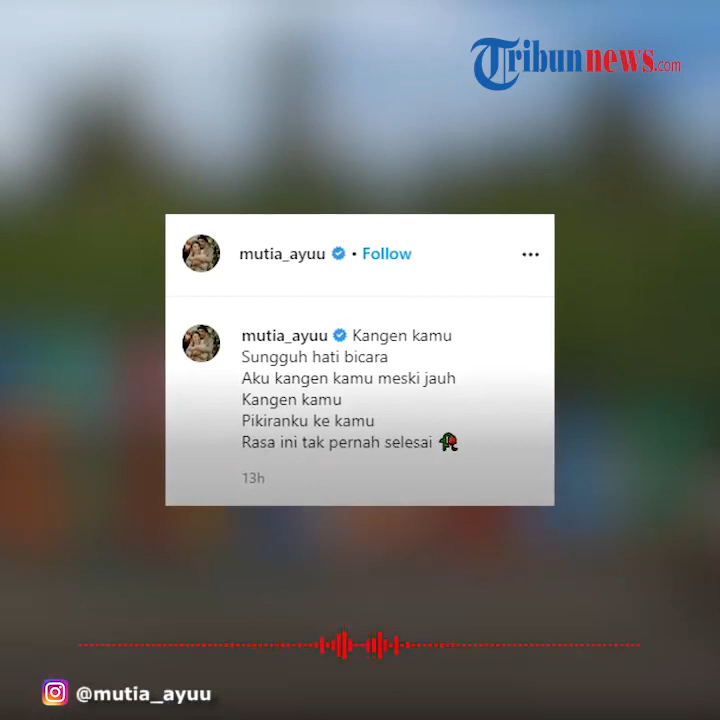 Tribunnews.com
mutia_ayuu • Follow
mutia_ayuu Kangen kamu
Sungguh hati bicara
Aku kangen kamu meski jauh
Kangen kamu
Pikiranku ke kamu
Rasa ini tak pernah selesai 🥀
13h
@mutia_ayuu